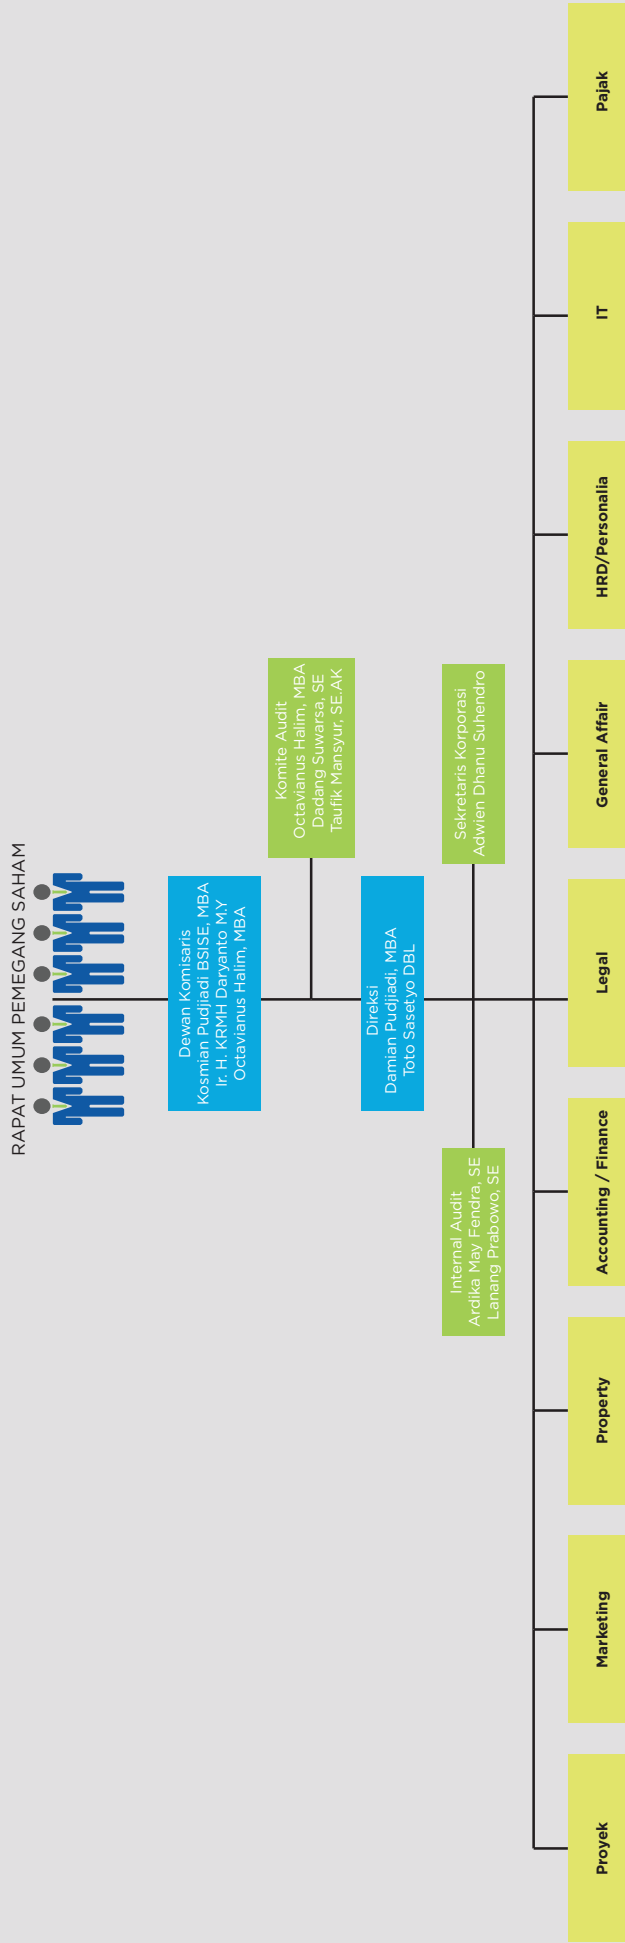 RAPAT UMUM PEMEGANG SAHAM
Dewan Komisaris
Kosmian Pudjiadi BSISE, MBA
Ir. H. KRMH Daryanto M.Y
Octavianus Halim, MBA
Komite Audit
Octavianus Halim, MBA
Dadang Suwarsa, SE
Taufik Mansyur, SE.AK
Direksi
Damian Pudjiadi, MBA
Toto Sasetyo DBL
Internal Audit
Ardika May Fendra, SE
Lanang Prabowo, SE
Sekretaris Korporasi
Adwien Dhanu Suhendro
Proyek
Marketing
Property
Accounting / Finance
Legal
General Affair
HRD/Personalia
IT
Pajak